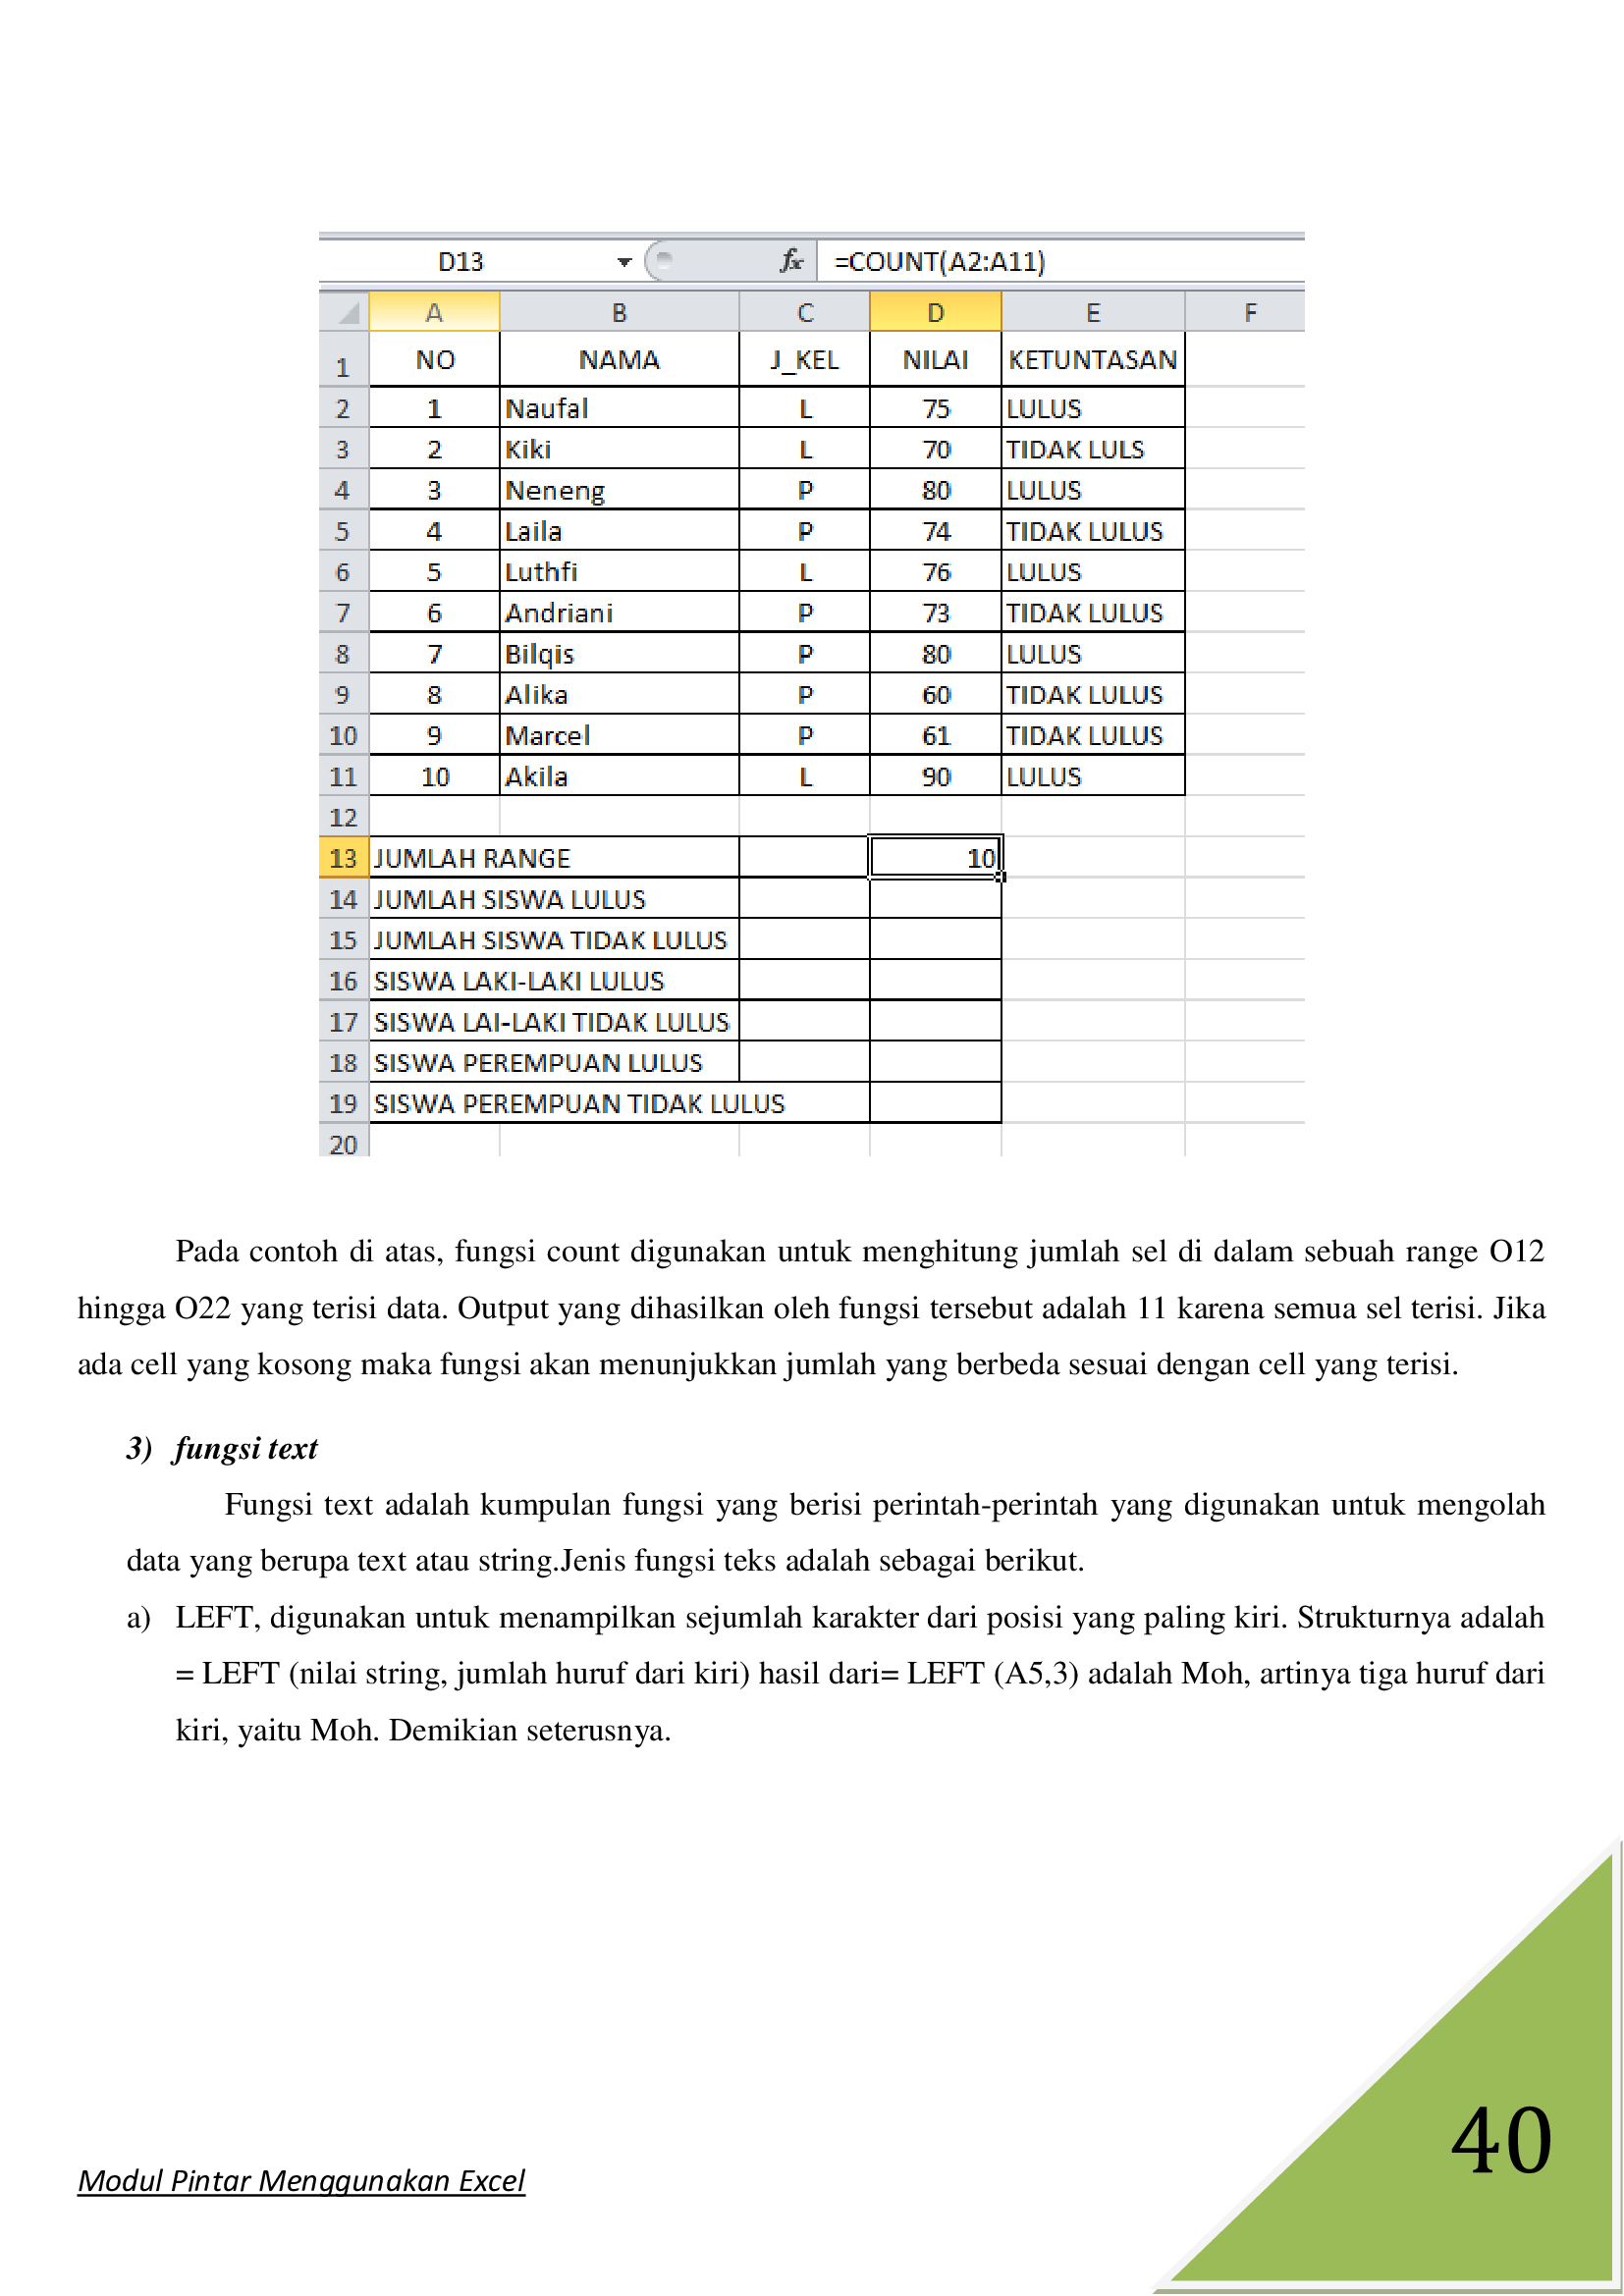 D13 fx =COUNT(A2:A11)
A B C D E F
1 NO NAMA J_KEL NILAI KETUNTASAN
2 1 Naufal L 75 LULUS
3 2 Kiki L 70 TIDAK LULS
4 3 Neneng P 80 LULUS
5 4 Laila P 74 TIDAK LULUS
6 5 Luthfi L 76 LULUS
7 6 Andriani P 73 TIDAK LULUS
8 7 Bilqis P 80 LULUS
9 8 Alika P 60 TIDAK LULUS
10 9 Marcel P 61 TIDAK LULUS
11 10 Akila L 90 LULUS
12
13 JUMLAH RANGE 10
14 JUMLAH SISWA LULUS
15 JUMLAH SISWA TIDAK LULUS
16 SISWA LAKI-LAKI LULUS
17 SISWA LAI-LAKI TIDAK LULUS
18 SISWA PEREMPUAN LULUS
19 SISWA PEREMPUAN TIDAK LULUS
20
Pada contoh di atas, fungsi count digunakan untuk menghitung jumlah sel di dalam sebuah range O12
hingga O22 yang terisi data. Output yang dihasilkan oleh fungsi tersebut adalah 11 karena semua sel terisi. Jika
ada cell yang kosong maka fungsi akan menunjukkan jumlah yang berbeda sesuai dengan cell yang terisi.
3) fungsi text
Fungsi text adalah kumpulan fungsi yang berisi perintah-perintah yang digunakan untuk mengolah
data yang berupa text atau string.Jenis fungsi teks adalah sebagai berikut.
a) LEFT, digunakan untuk menampilkan sejumlah karakter dari posisi yang paling kiri. Strukturnya adalah
= LEFT (nilai string, jumlah huruf dari kiri) hasil dari= LEFT (A5,3) adalah Moh, artinya tiga huruf dari
kiri, yaitu Moh. Demikian seterusnya.
40
Modul Pintar Menggunakan Excel